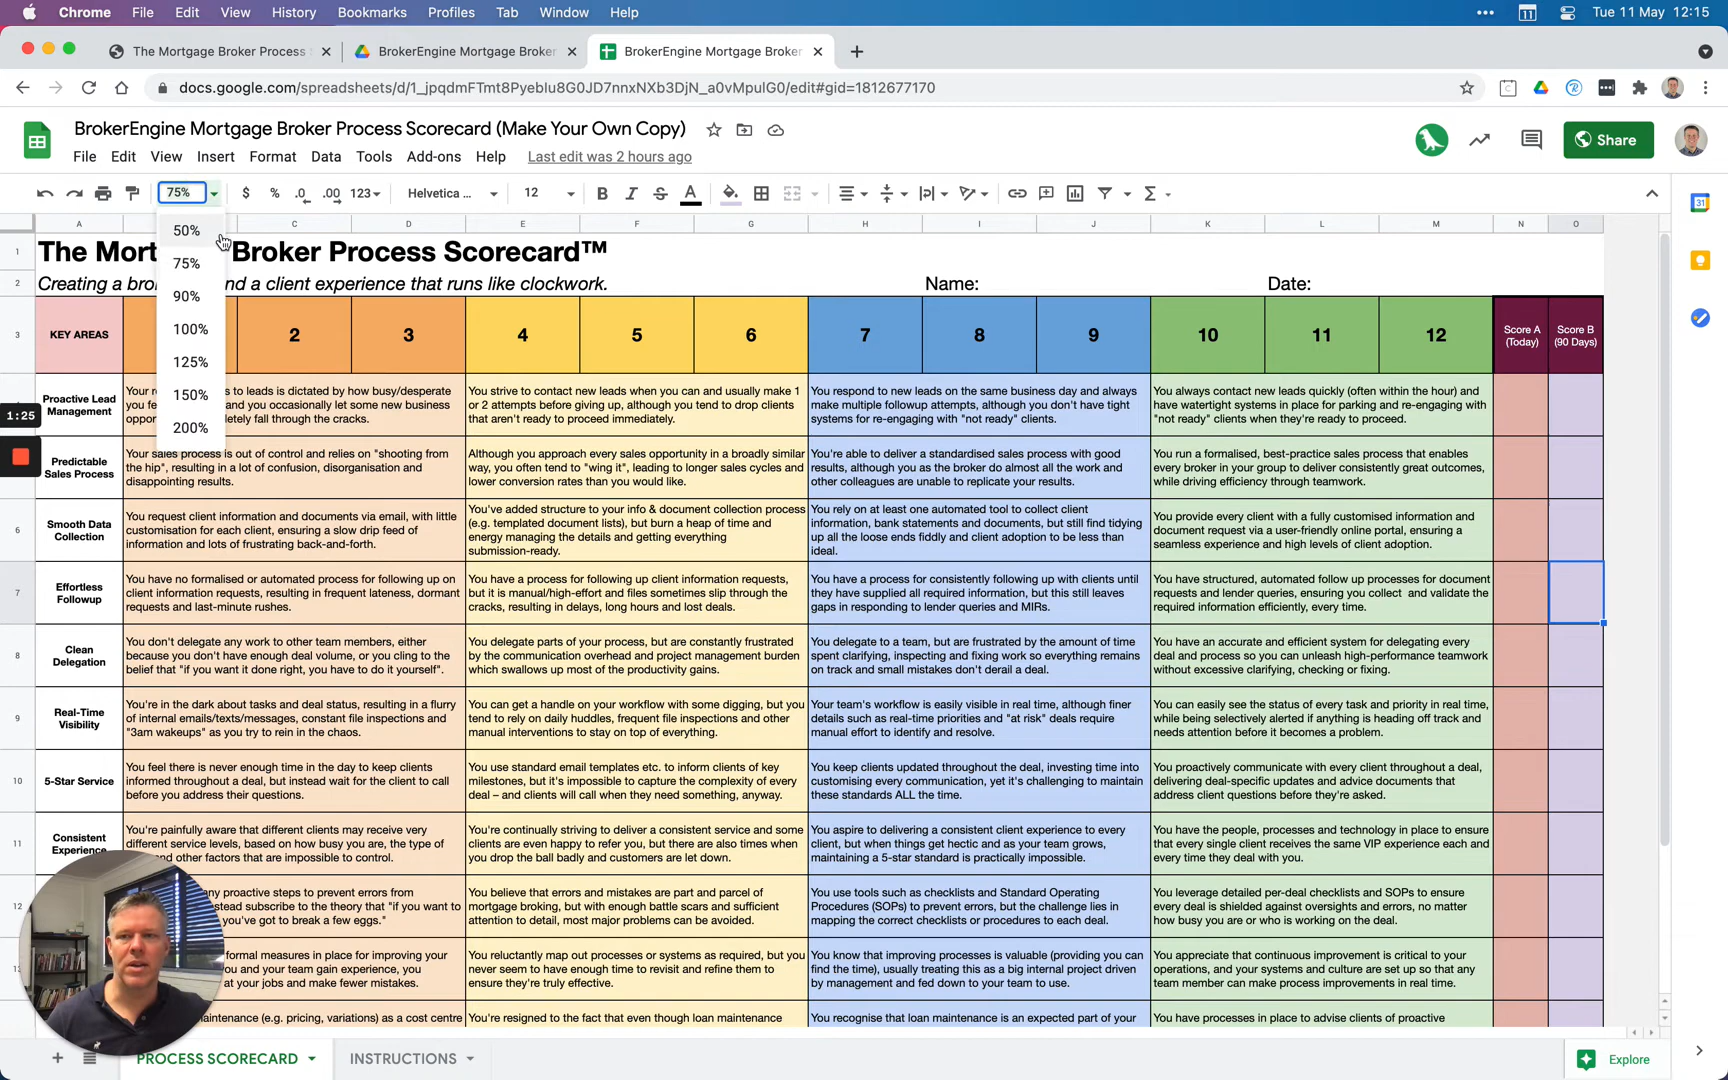 Chrome File Edit View History Bookmarks Profiles Tab Window Help
11 Tue 11 May 12:15
The Mortgage Broker Process
BrokerEngine Mortgage Broker
BrokerEngine Mortgage Broker
docs.google.com/spreadsheets/d/1_jpqdmFTmt8PyebIu8G0JD7nnxNXb3DjN_a0vMpulG0/edit#gid=1812677170
BrokerEngine Mortgage Broker Process Scorecard (Make Your Own Copy)
File Edit View Insert Format Data Tools Add-ons Help Last edit was 2 hours ago
Share
75% $ % .0 .00 123 Helvetica ... 12 B I S A
31
50%
75%
90%
100%
125%
150%
200%
A C D E F G H I J K L M N O
1 The Mort Broker Process Scorecard™
2 Creating a bro nd a client experience that runs like clockwork. Name: Date:
3 KEY AREAS 2 3 4 5 6 7 8 9 10 11 12
Score A
(Today)
Score B
(90 Days)
Proactive Lead
Management
Your r s to leads is dictated by how busy/desperate
you fe and you occasionally let some new business
oppor letely fall through the cracks.
You strive to contact new leads when you can and usually make 1
or 2 attempts before giving up, although you tend to drop clients
that aren't ready to proceed immediately.
You respond to new leads on the same business day and always
make multiple followup attempts, although you don't have tight
systems for re-engaging with "not ready" clients.
You always contact new leads quickly (often within the hour) and
have watertight systems in place for parking and re-engaging with
"not ready" clients when they're ready to proceed.
1:25
Predictable
Sales Process
Your sales process is out of control and relies on "shooting from
the hip", resulting in a lot of confusion, disorganisation and
disappointing results.
Although you approach every sales opportunity in a broadly similar
way, you often tend to "wing it", leading to longer sales cycles and
lower conversion rates than you would like.
You're able to deliver a standardised sales process with good
results, although you as the broker do almost all the work and
other colleagues are unable to replicate your results.
You run a formalised, best-practice sales process that enables
every broker in your group to deliver consistently great outcomes,
while driving efficiency through teamwork.
6
Smooth Data
Collection
You request client information and documents via email, with little
customisation for each client, ensuring a slow drip feed of
information and lots of frustrating back-and-forth.
You've added structure to your info & document collection process
(e.g. templated document lists), but burn a heap of time and
energy managing the details and getting everything
submission-ready.
You rely on at least one automated tool to collect client
information, bank statements and documents, but still find tidying
up all the loose ends fiddly and client adoption to be less than
ideal.
You provide every client with a fully customised information and
document request via a user-friendly online portal, ensuring a
seamless experience and high levels of client adoption.
7
Effortless
Followup
You have no formalised or automated process for following up on
client information requests, resulting in frequent lateness, dormant
requests and last-minute rushes.
You have a process for following up client information requests,
but it is manual/high-effort and files sometimes slip through the
cracks, resulting in delays, long hours and lost deals.
You have a process for consistently following up with clients until
they have supplied all required information, but this still leaves
gaps in responding to lender queries and MIRs.
You have structured, automated follow up processes for document
requests and lender queries, ensuring you collect and validate the
required information efficiently, every time.
8
Clean
Delegation
You don't delegate any work to other team members, either
because you don't have enough deal volume, or you cling to the
belief that "if you want it done right, you have to do it yourself".
You delegate parts of your process, but are constantly frustrated
by the communication overhead and project management burden
which swallows up most of the productivity gains.
You delegate to a team, but are frustrated by the amount of time
spent clarifying, inspecting and fixing work so everything remains
on track and small mistakes don't derail a deal.
You have an accurate and efficient system for delegating every
deal and process so you can unleash high-performance teamwork
without excessive clarifying, checking or fixing.
9
Real-Time
Visibility
You're in the dark about tasks and deal status, resulting in a flurry
of internal emails/texts/messages, constant file inspections and
"3am wakeups" as you try to rein in the chaos.
You can get a handle on your workflow with some digging, but you
tend to rely on daily huddles, frequent file inspections and other
manual interventions to stay on top of everything.
Your team's workflow is easily visible in real time, although finer
details such as real-time priorities and "at risk" deals require
manual effort to identify and resolve.
You can easily see the status of every task and priority in real time,
while being selectively alerted if anything is heading off track and
needs attention before it becomes a problem.
10
5-Star Service
You feel there is never enough time in the day to keep clients
informed throughout a deal, but instead wait for the client to call
before you address their questions.
You use standard email templates etc. to inform clients of key
milestones, but it's impossible to capture the complexity of every
deal – and clients will call when they need something, anyway.
You keep clients updated throughout the deal, investing time into
customising every communication, yet it's challenging to maintain
these standards ALL the time.
You proactively communicate with every client throughout a deal,
delivering deal-specific updates and advice documents that
address client questions before they're asked.
11
Consistent
Experience
You're painfully aware that different clients may receive very
different service levels, based on how busy you are, the type of
and other factors that are impossible to control.
You're continually striving to deliver a consistent service and some
clients are even happy to refer you, but there are also times when
you drop the ball badly and customers are let down.
You aspire to delivering a consistent client experience to every
client, but when things get hectic and as your team grows,
maintaining a 5-star standard is practically impossible.
You have the people, processes and technology in place to ensure
that every single client receives the same VIP experience each and
every time they deal with you.
12
ny proactive steps to prevent errors from
stead subscribe to the theory that "if you want to
you've got to break a few eggs."
You believe that errors and mistakes are part and parcel of
mortgage broking, but with enough battle scars and sufficient
attention to detail, most major problems can be avoided.
You use tools such as checklists and Standard Operating
Procedures (SOPs) to prevent errors, but the challenge lies in
mapping the correct checklists or procedures to each deal.
You leverage detailed per-deal checklists and SOPs to ensure
every deal is shielded against oversights and errors, no matter
how busy you are or who is working on the deal.
formal measures in place for improving your
ou and your team gain experience, you
at your jobs and make fewer mistakes.
You reluctantly map out processes or systems as required, but you
never seem to have enough time to revisit and refine them to
ensure they're truly effective.
You know that improving processes is valuable (providing you can
find the time), usually treating this as a big internal project driven
by management and fed down to your team to use.
You appreciate that continuous improvement is critical to your
operations, and your systems and culture are set up so that any
team member can make process improvements in real time.
aintenance (e.g. pricing, variations) as a cost centre
You're resigned to the fact that even though loan maintenance
You recognise that loan maintenance is an expected part of your
You have processes in place to advise clients of proactive
PROCESS SCORECARD INSTRUCTIONS
Explore